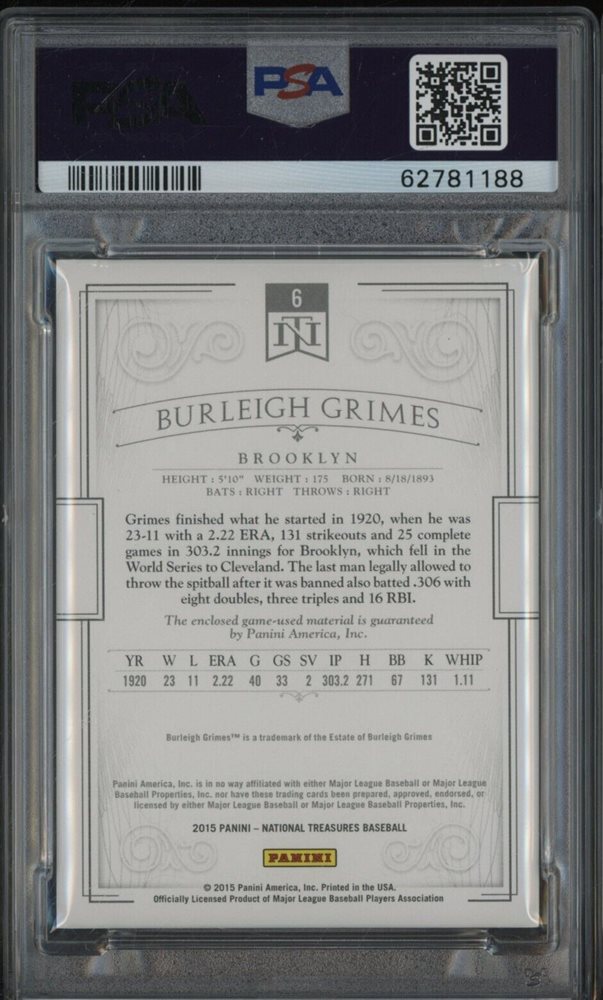 PSA
PSA
62781188
6
NT
BURLEIGH GRIMES
BROOKLYN
HEIGHT : 5'10" WEIGHT : 175 BORN : 8/18/1893
BATS : RIGHT THROWS : RIGHT
Grimes finished what he started in 1920, when he was
23-11 with a 2.22 ERA, 131 strikeouts and 25 complete
games in 303.2 innings for Brooklyn, which fell in the
World Series to Cleveland. The last man legally allowed to
throw the spitball after it was banned also batted .306 with
eight doubles, three triples and 16 RBI.
The enclosed game-used material is guaranteed
by Panini America, Inc.
YR W L ERA G GS SV IP H BB K WHIP
1920 23 11 2.22 40 33 2 303.2 271 67 131 1.11
Burleigh Grimes™ is a trademark of the Estate of Burleigh Grimes
Panini America, Inc. is in no way affiliated with either Major League Baseball or Major League
Baseball Properties, Inc. nor have these trading cards been prepared, approved, endorsed, or
licensed by either Major League Baseball or Major League Baseball Properties, Inc.
2015 PANINI – NATIONAL TREASURES BASEBALL
PANINI
© 2015 Panini America, Inc. Printed in the USA.
Officially Licensed Product of Major League Baseball Players Association